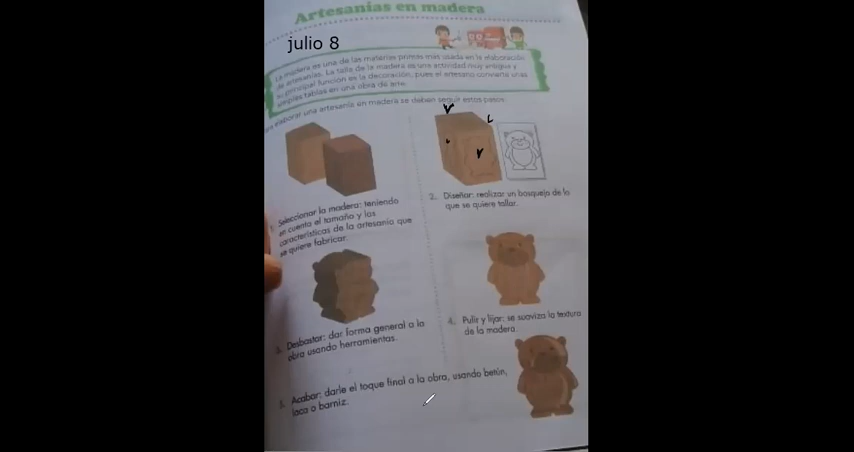 Artesanías en madera
julio 8
La madera es una de las materias primas más usada en la elaboración
de artesanías. La talla de la madera es una actividad muy antigua y
su principal función es la decoración, pues el artesano convierte unas
simples tablas en una obra de arte.
elaborar una artesanía en madera se deben seguir estos pasos:
1. Seleccionar la madera: teniendo
en cuenta el tamaño y las
características de la artesanía que
se quiere fabricar.
2. Diseñar: realizar un bosquejo de lo
que se quiere tallar.
3. Desbastar: dar forma general a la
obra usando herramientas.
4. Pulir y lijar: se suaviza la textura
de la madera.
5. Acabar: darle el toque final a la obra, usando betún,
laca o barniz.